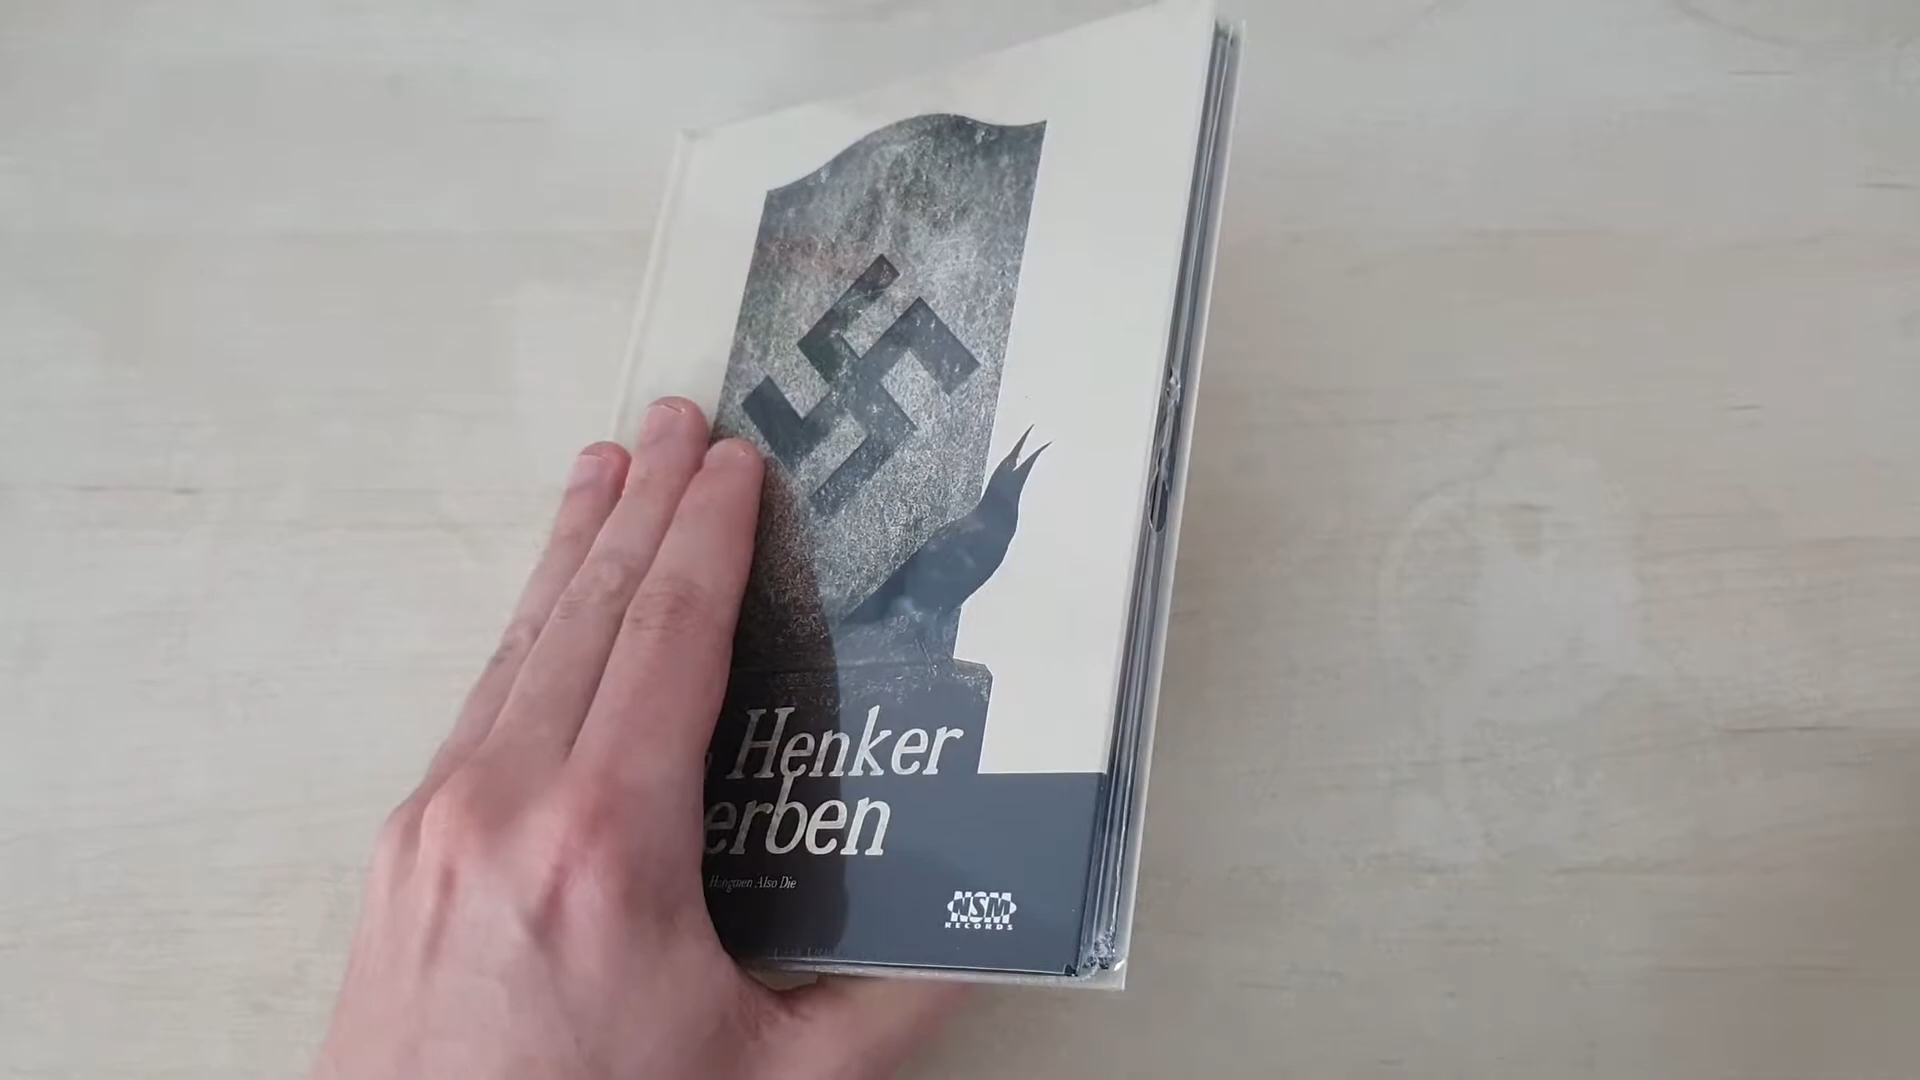 Henker
erben
Hangmen Also Die
NSM
RECORDS